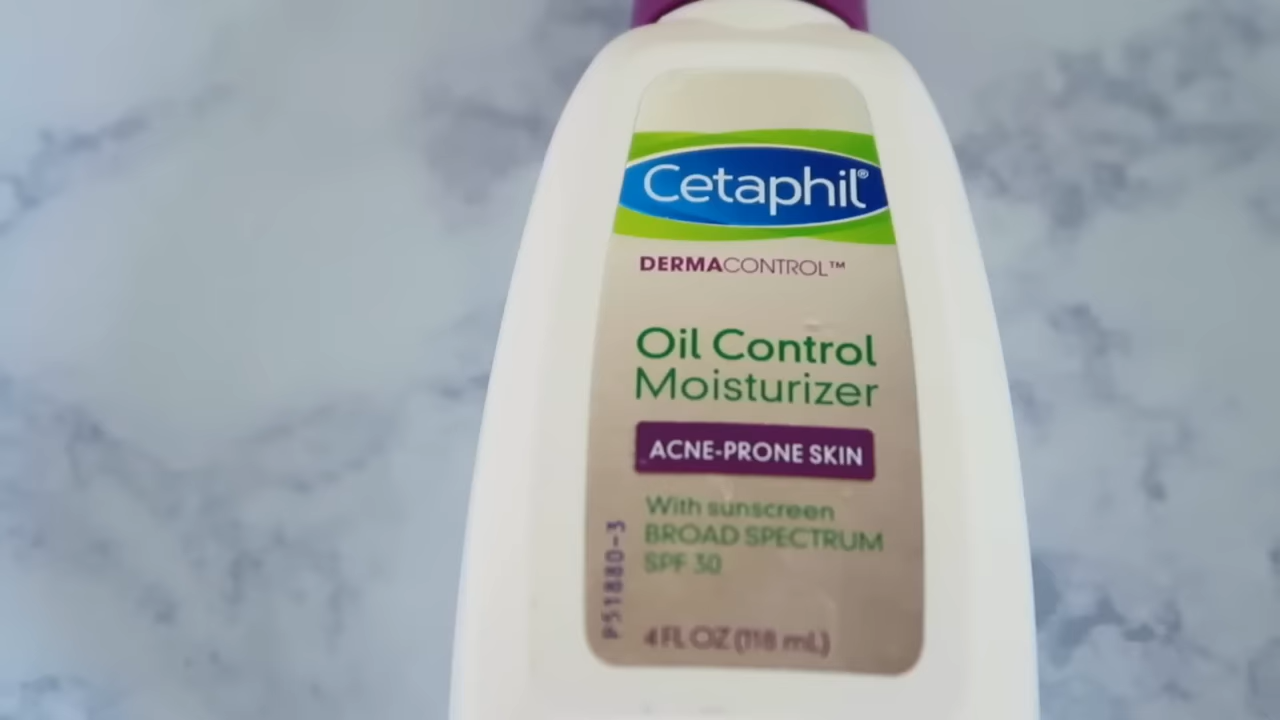 Cetaphil®
DERMACONTROL™
Oil Control
Moisturizer
ACNE-PRONE SKIN
With sunscreen
BROAD SPECTRUM
SPF 30
P51880-3
4 FL OZ (118 mL)